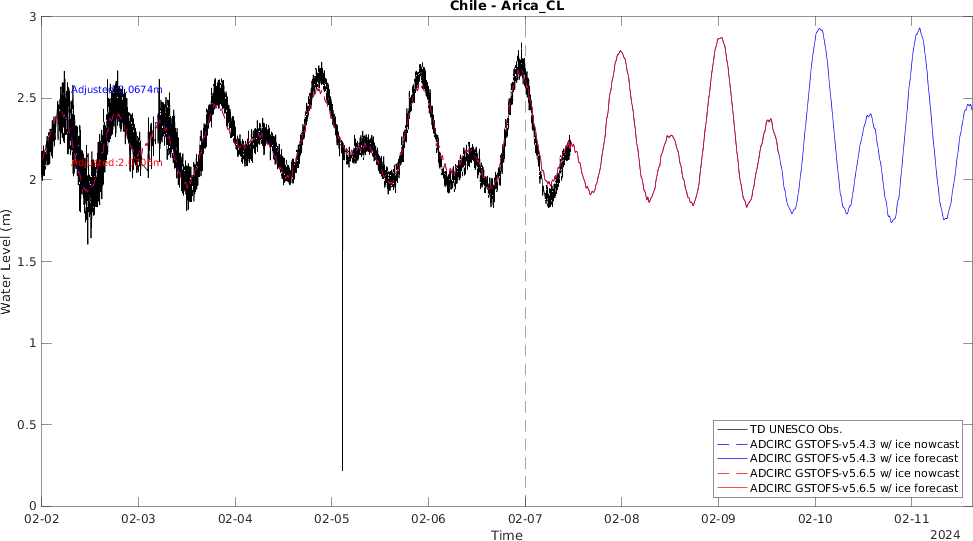 Chile - Arica_CL
3
2.5
2
1.5
1
0.5
0
Water Level (m)
Adjusted:2.0674m
02-02
02-03
02-04
02-05
02-06
02-07
02-08
02-09
02-10
02-11
Time
2024
TD UNESCO Obs.
ADCIRC GSTOFS-v5.4.3 w/ ice nowcast
ADCIRC GSTOFS-v5.4.3 w/ ice forecast
ADCIRC GSTOFS-v5.6.5 w/ ice nowcast
ADCIRC GSTOFS-v5.6.5 w/ ice forecast